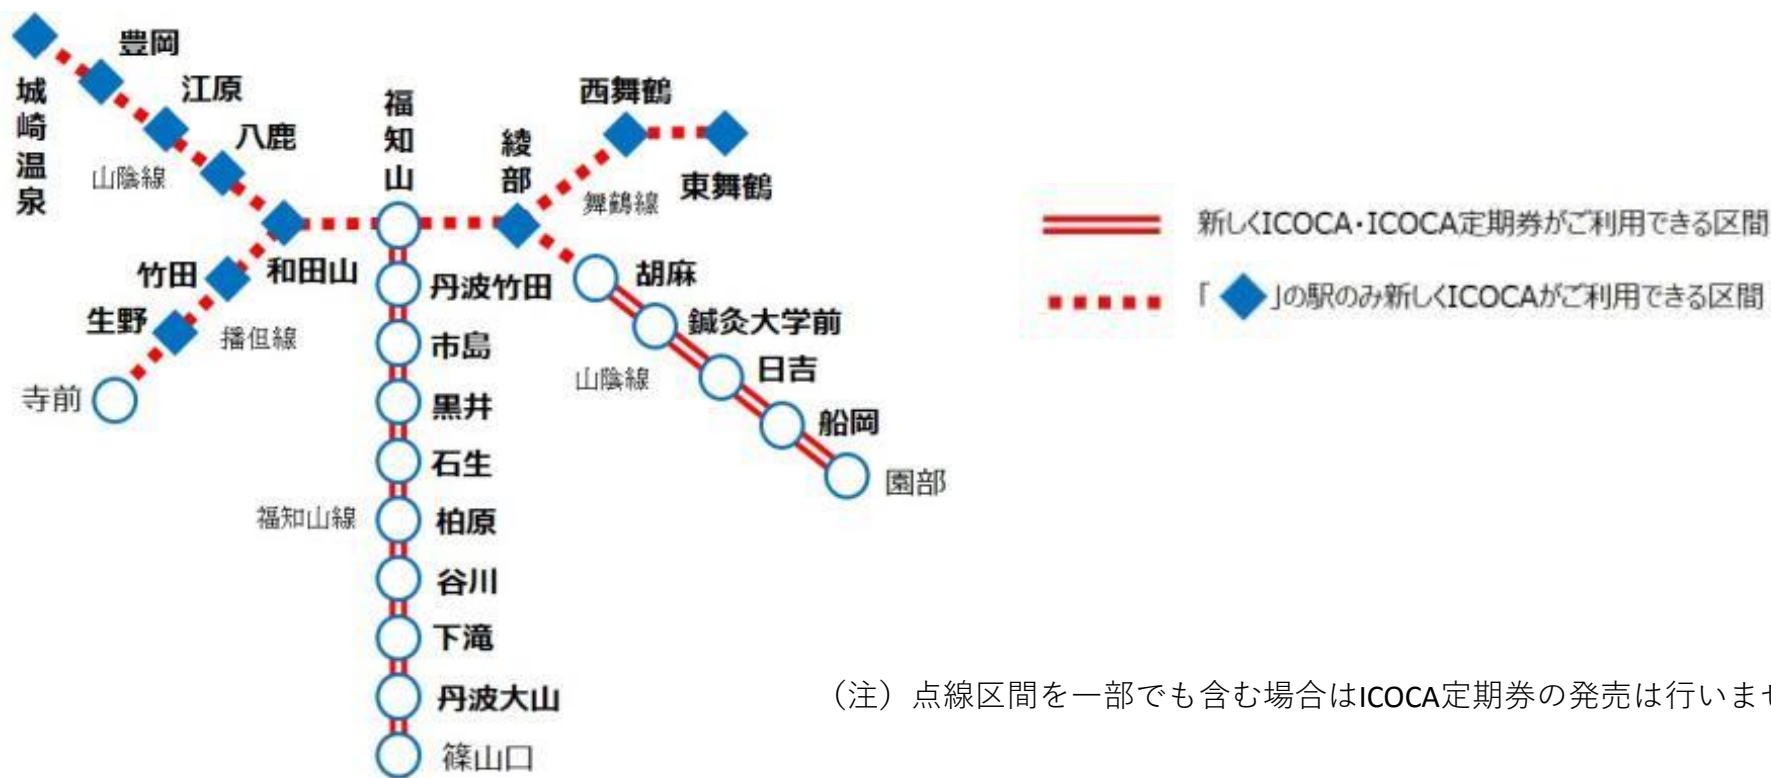 豊岡
城崎温泉
江原
八鹿
山陰線
福知山
綾部
西舞鶴
東舞鶴
舞鶴線
竹田
和田山
生野
播但線
寺前
丹波竹田
市島
黒井
石生
福知山線
柏原
谷川
下滝
丹波大山
篠山口
胡麻
鍼灸大学前
日吉
山陰線
船岡
園部
新しくICOCA・ICOCA定期券がご利用できる区間
「◆」の駅のみ新しくICOCAがご利用できる区間
（注）点線区間を一部でも含む場合はICOCA定期券の発売は行いま